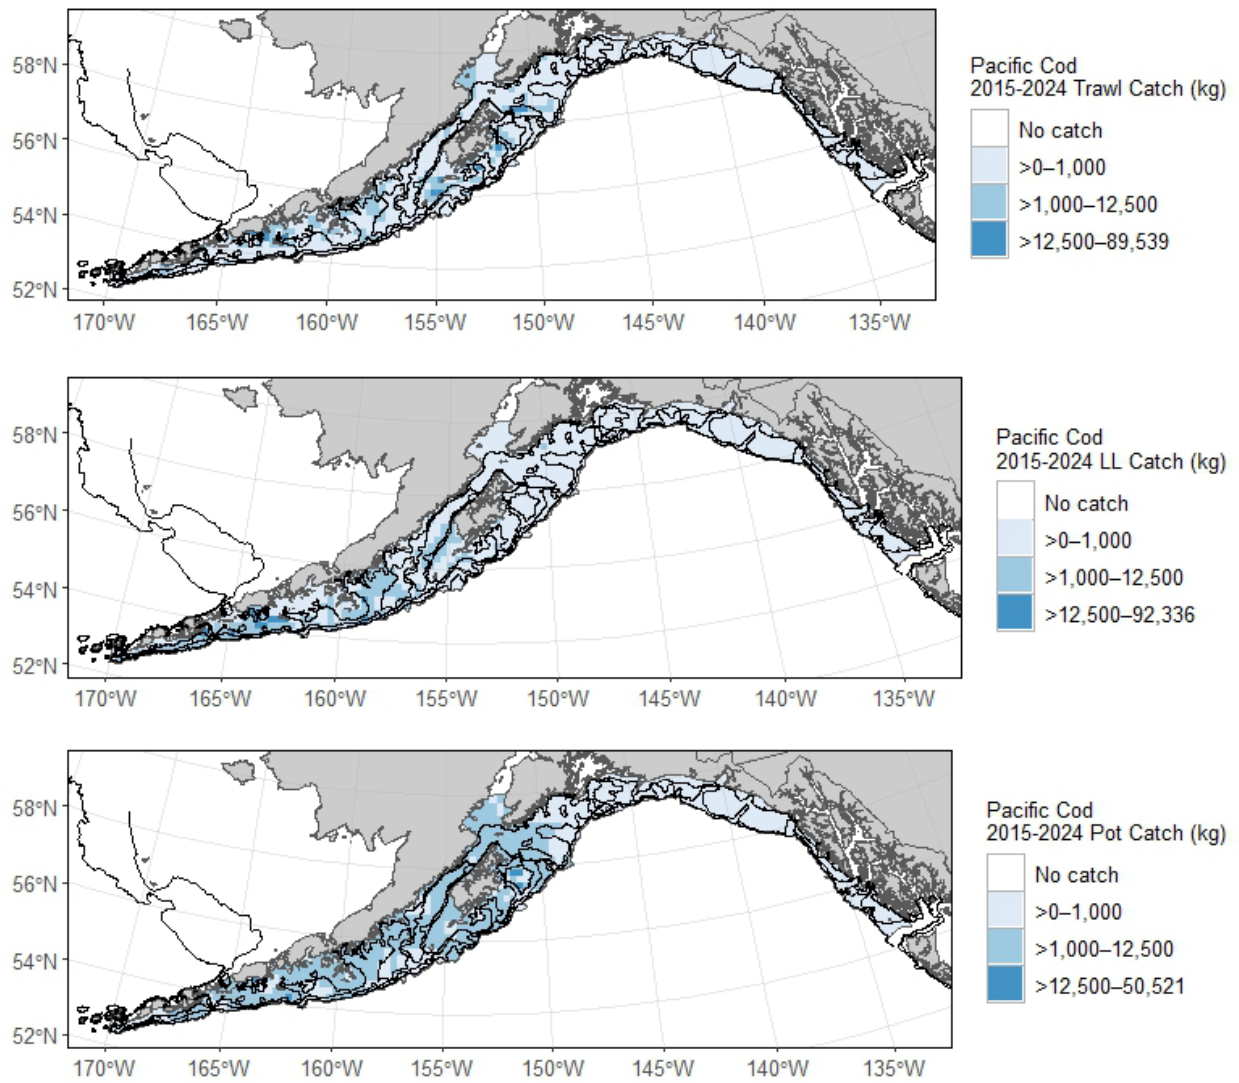 58°N
56°N
54°N
52°N
170°W 165°W 160°W 155°W 150°W 145°W 140°W 135°W
Pacific Cod
2015-2024 Trawl Catch (kg)
No catch
>0–1,000
>1,000–12,500
>12,500–89,539
58°N
56°N
54°N
52°N
170°W 165°W 160°W 155°W 150°W 145°W 140°W 135°W
Pacific Cod
2015-2024 LL Catch (kg)
No catch
>0–1,000
>1,000–12,500
>12,500–92,336
58°N
56°N
54°N
52°N
170°W 165°W 160°W 155°W 150°W 145°W 140°W 135°W
Pacific Cod
2015-2024 Pot Catch (kg)
No catch
>0–1,000
>1,000–12,500
>12,500–50,521